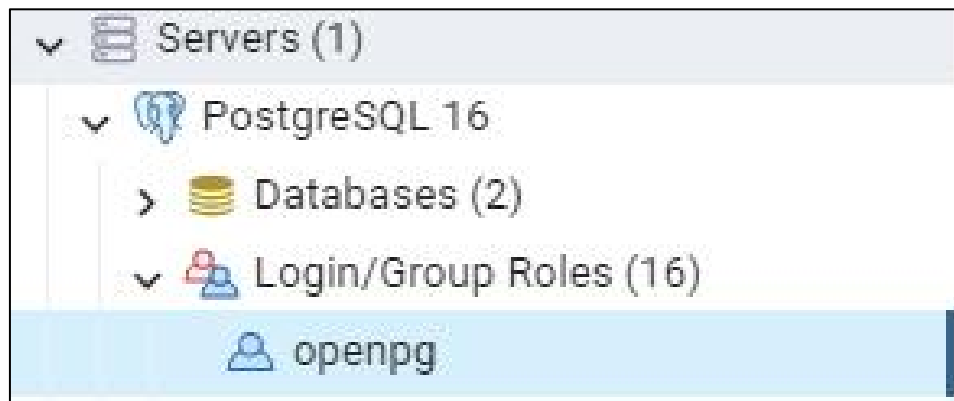 Servers (1)
PostgreSQL 16
Databases (2)
Login/Group Roles (16)
openpg